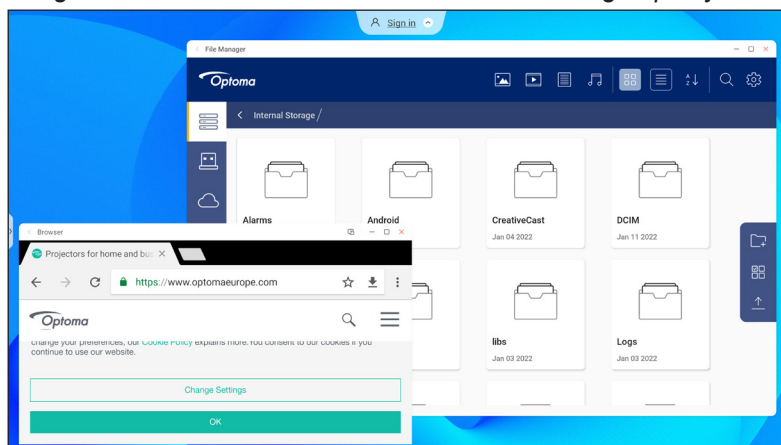 Sign in
File Manager
Optoma
Internal Storage /
Alarms
Android
CreativeCast
Jan 04 2022
DCIM
Jan 11 2022
Browser
Projectors for home and bus
https://www.optomaeurope.com
Optoma
change your preferences, our Cookie Policy explains more. You consent to our cookies if you
continue to use our website.
Change Settings
OK
libs
Jan 03 2022
Logs
Jan 03 2022